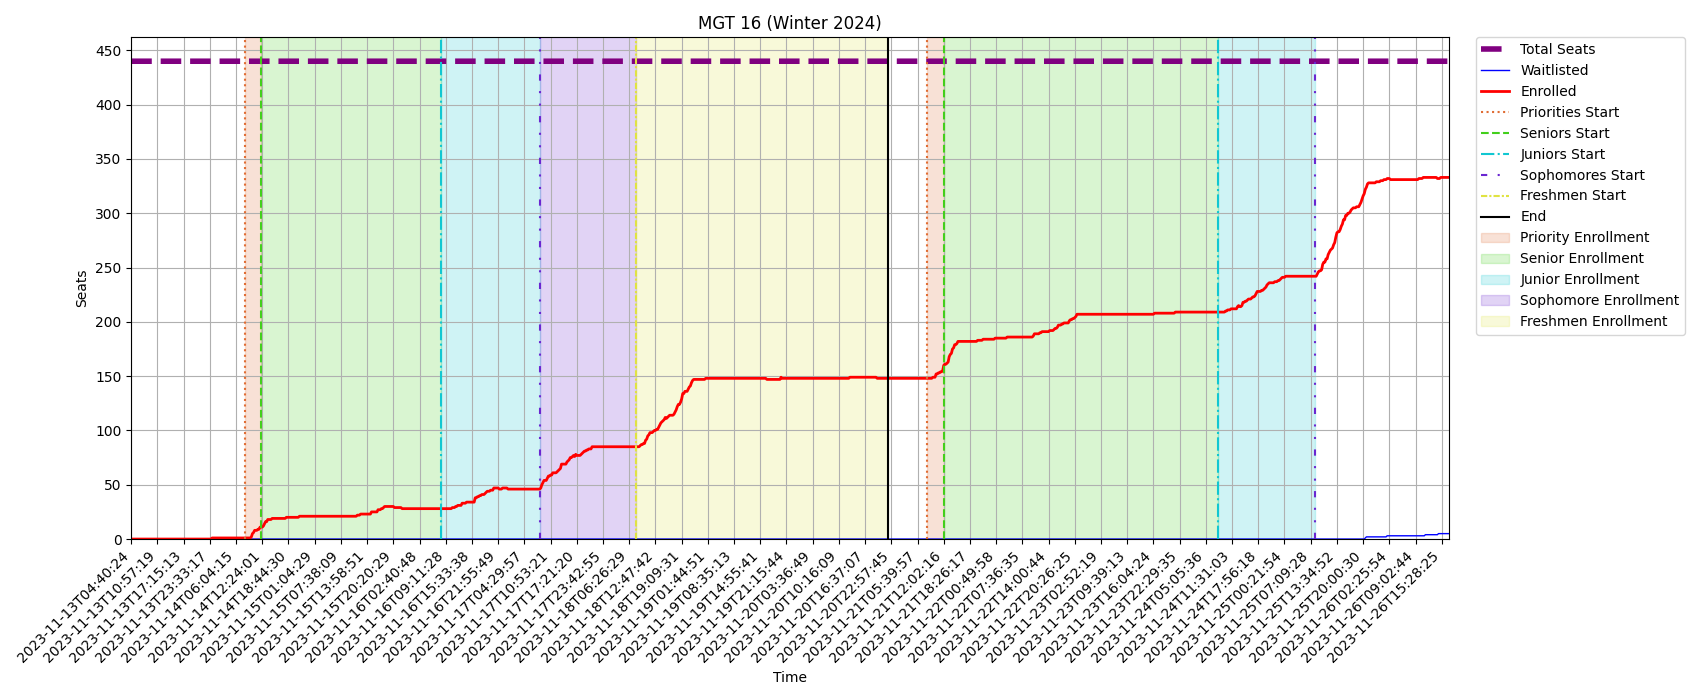 MGT 16 (Winter 2024)
450
400
350
300
250
200
150
100
50
0
Seats
2023-11-13T04:40:24
2023-11-13T10:57:19
2023-11-13T17:15:13
2023-11-13T23:33:17
2023-11-14T06:04:15
2023-11-14T12:24:01
2023-11-14T18:44:30
2023-11-15T01:04:29
2023-11-15T07:38:09
2023-11-15T13:58:51
2023-11-15T20:20:29
2023-11-16T02:40:48
2023-11-16T09:11:28
2023-11-16T15:33:38
2023-11-16T21:55:49
2023-11-17T04:29:57
2023-11-17T10:53:21
2023-11-17T17:21:20
2023-11-17T23:42:55
2023-11-18T06:26:29
2023-11-18T12:47:42
2023-11-18T19:09:31
2023-11-19T01:44:51
2023-11-19T08:35:13
2023-11-19T14:55:41
2023-11-19T21:15:44
2023-11-20T03:36:49
2023-11-20T10:16:09
2023-11-20T16:37:07
2023-11-20T22:57:45
2023-11-21T05:39:57
2023-11-21T12:02:16
2023-11-21T18:26:17
2023-11-22T00:49:58
2023-11-22T07:36:35
2023-11-22T14:00:44
2023-11-22T20:26:25
2023-11-23T02:52:19
2023-11-23T09:39:13
2023-11-23T16:04:24
2023-11-23T22:29:35
2023-11-24T05:05:36
2023-11-24T11:31:03
2023-11-24T17:56:18
2023-11-25T00:21:54
2023-11-25T07:09:28
2023-11-25T13:34:52
2023-11-25T20:00:30
2023-11-26T02:25:54
2023-11-26T09:02:44
2023-11-26T15:28:25
Time
Total Seats
Waitlisted
Enrolled
Priorities Start
Seniors Start
Juniors Start
Sophomores Start
Freshmen Start
End
Priority Enrollment
Senior Enrollment
Junior Enrollment
Sophomore Enrollment
Freshmen Enrollment